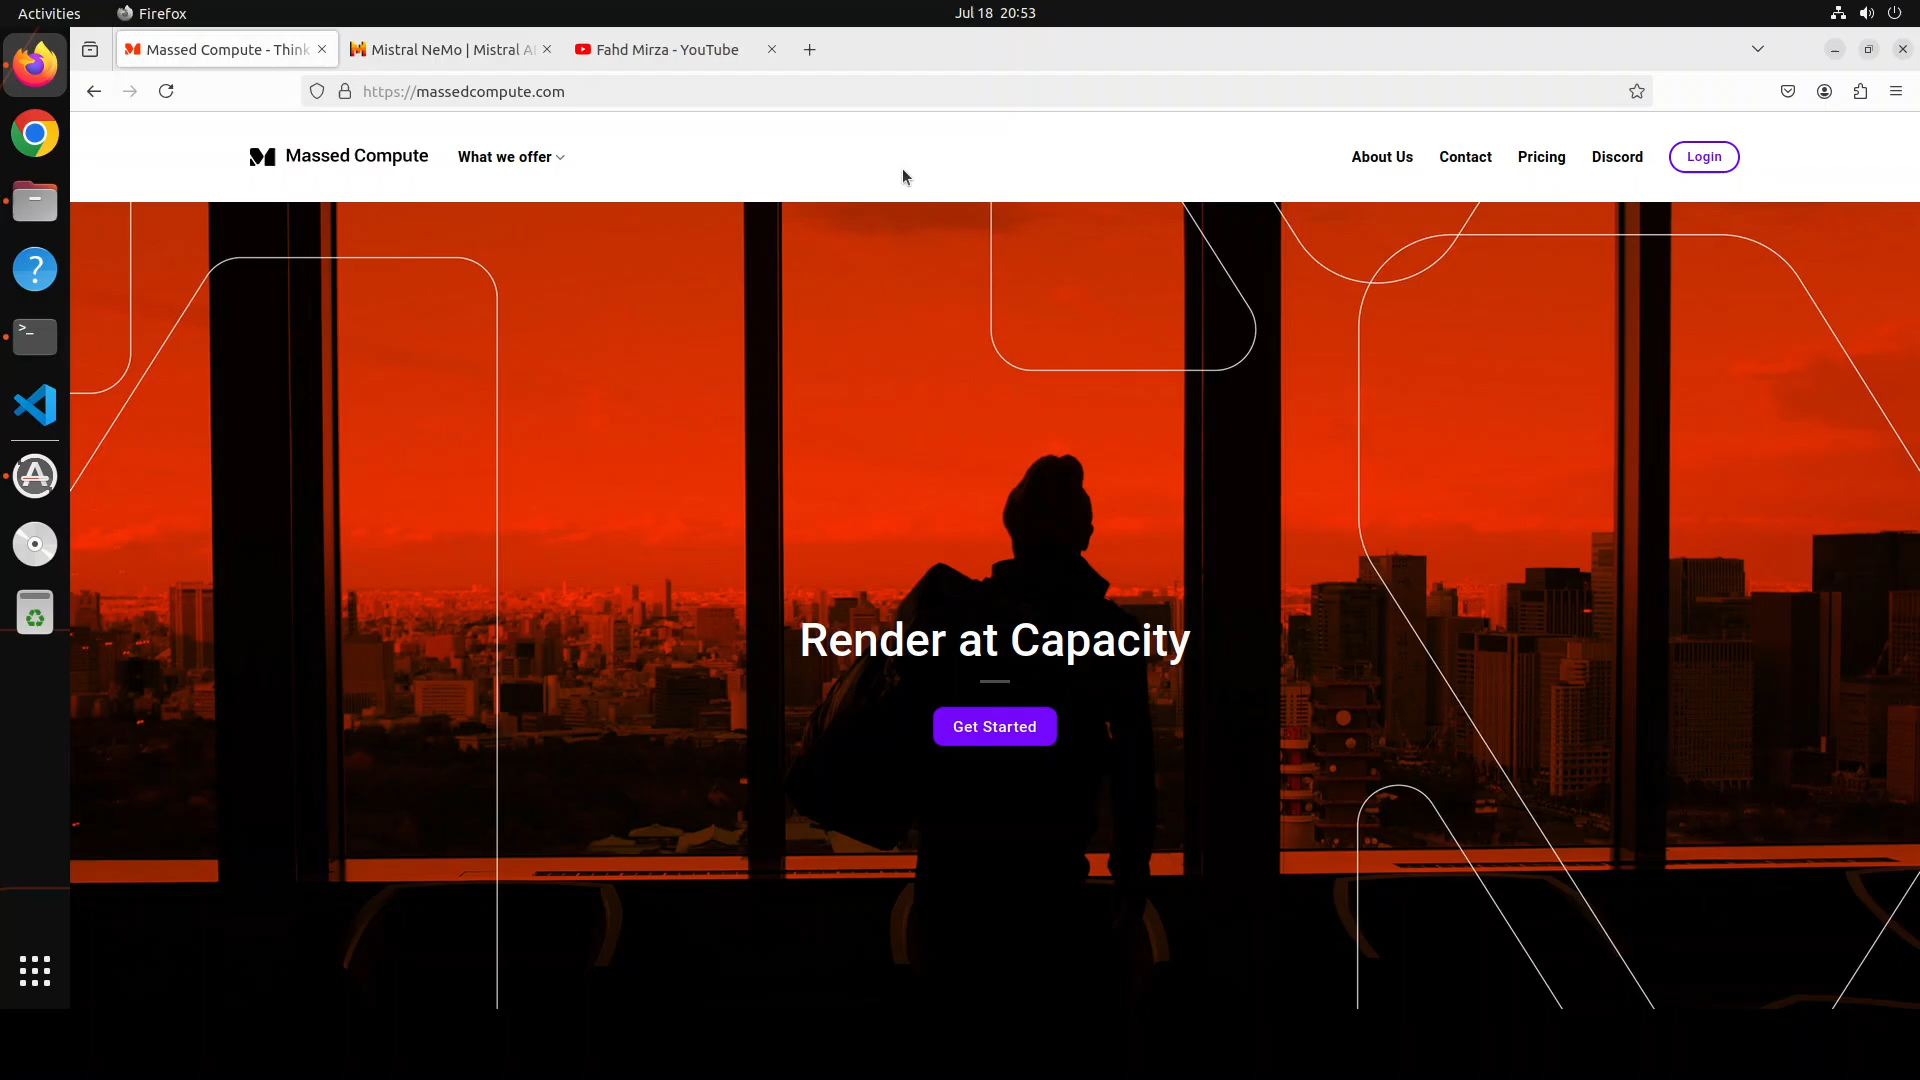 Activities
Firefox
Jul 18 20:53
Massed Compute - Think
Mistral NeMo | Mistral AI
Fahd Mirza - YouTube
https://massedcompute.com
Massed Compute
What we offer
About Us
Contact
Pricing
Discord
Login
Render at Capacity
Get Started